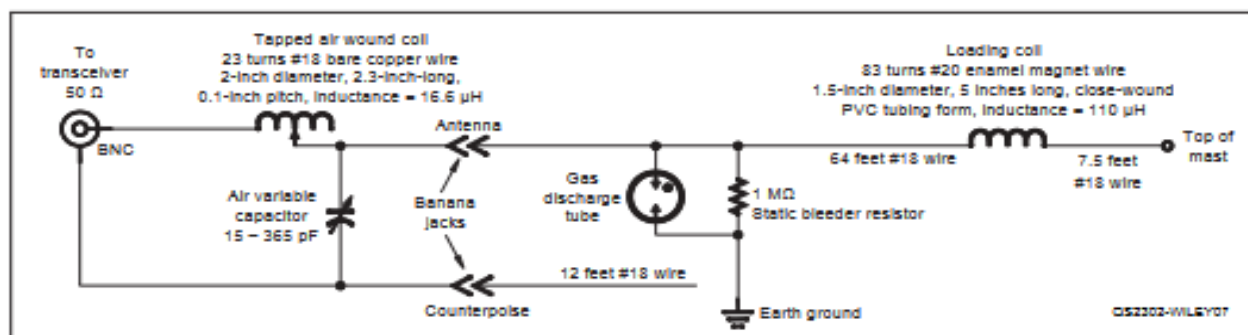 To
transceiver
50 Ω
BNC
Tapped air wound coil
23 turns #18 bare copper wire
2-inch diameter, 2.3-inch-long,
0.1-inch pitch, inductance = 16.6 µH
Antenna
Air variable
capacitor
15 – 365 pF
Banana
jacks
Counterpoise
12 feet #18 wire
Gas
discharge
tube
1 MΩ
Static bleeder resistor
Earth ground
Loading coil
83 turns #20 enamel magnet wire
1.5-inch diameter, 5 inches long, close-wound
PVC tubing form, inductance = 110 µH
64 feet #18 wire
7.5 feet
#18 wire
Top of
mast
QS2302-WILEY07